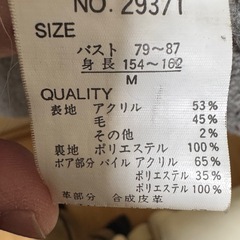 NO. 29371
SIZE
バスト 79~87
身長 154~162
M
QUALITY
表地 アクリル 53%
毛 45%
その他 2%
裏地 ポリエステル 100%
ボア部分 パイル アクリル 65%
ポリエステル 35%
ポリエステル 100%
革部分 合成皮革